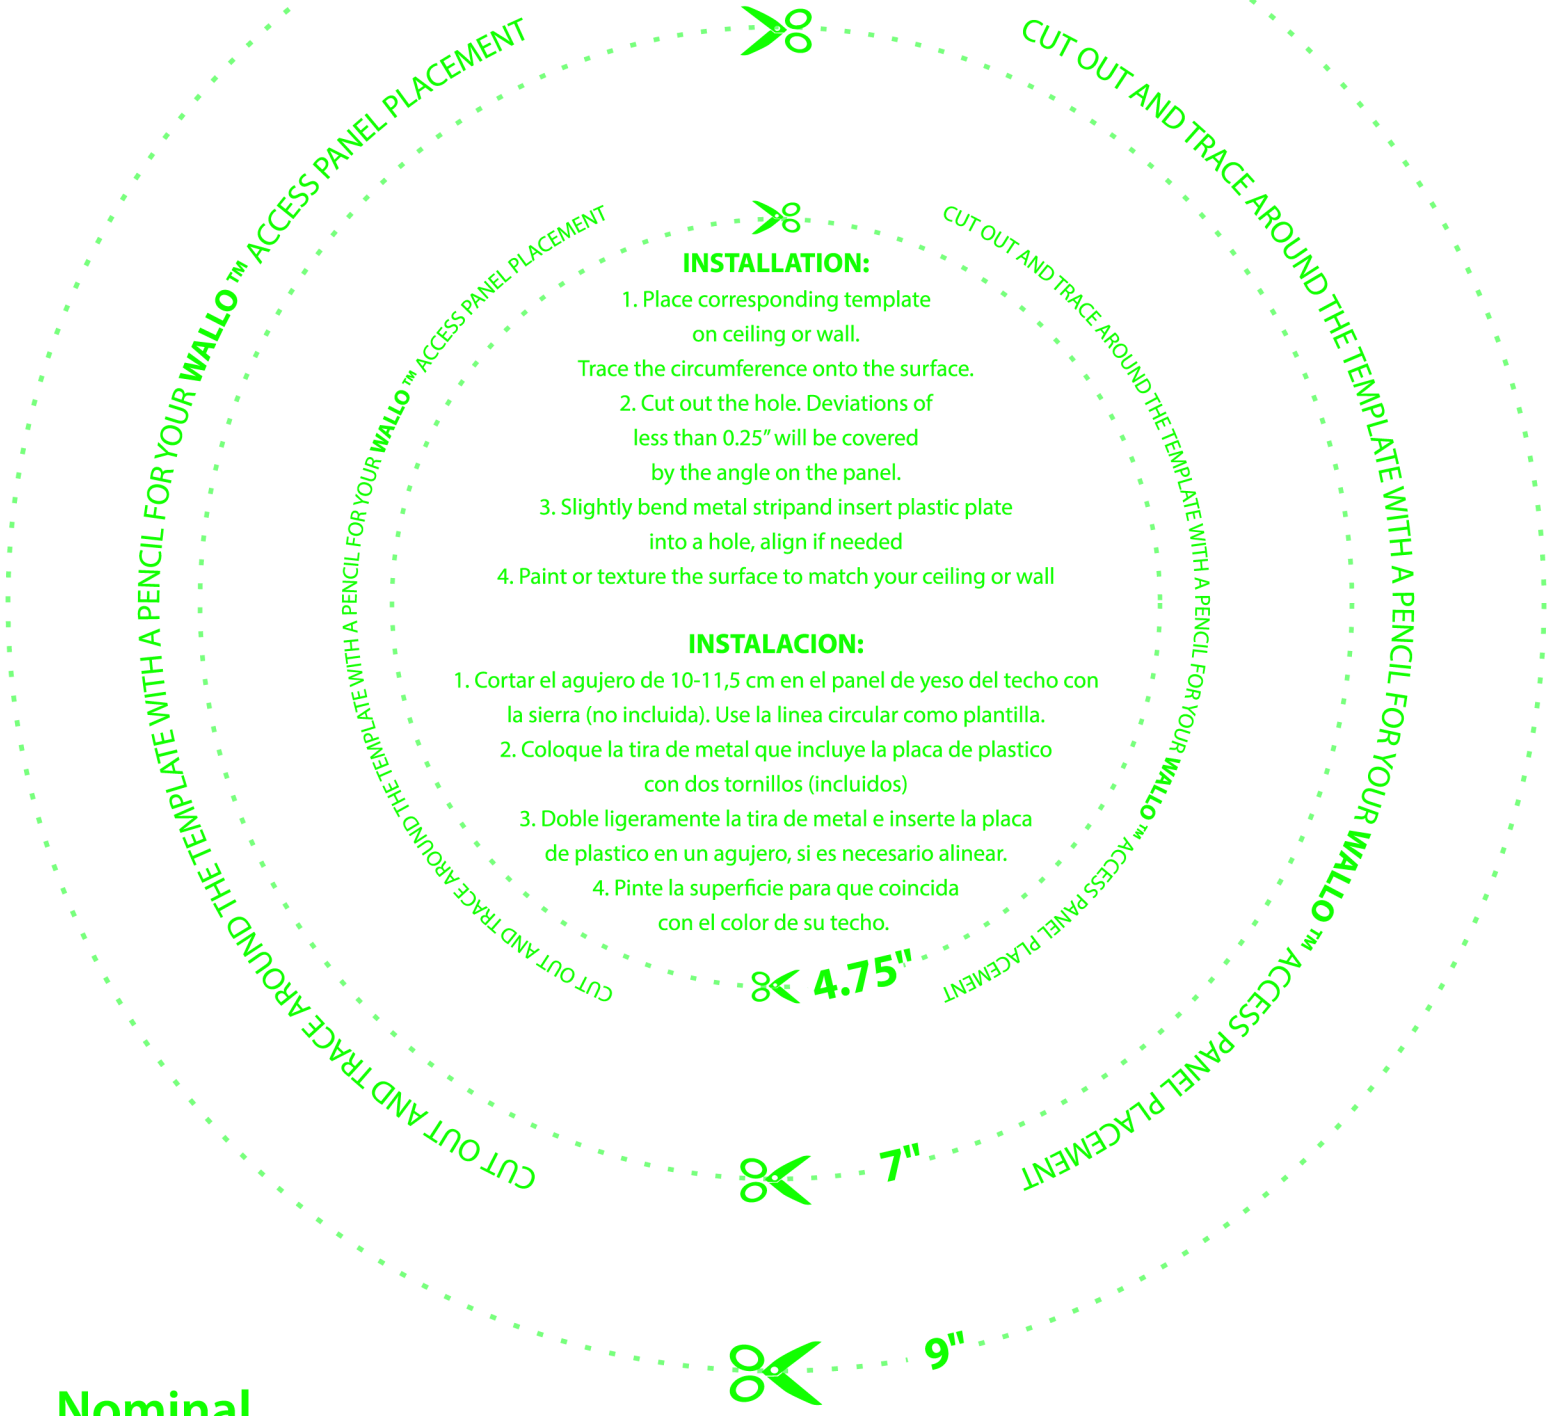 CUT OUT AND TRACE AROUND THE TEMPLATE WITH A PENCIL FOR YOUR WALLO™ ACCESS PANEL PLACEMENT
CUT OUT AND TRACE AROUND THE TEMPLATE WITH A PENCIL FOR YOUR WALLO™ ACCESS PANEL PLACEMENT
CUT OUT AND TRACE AROUND THE TEMPLATE WITH A PENCIL FOR YOUR WALLO™ ACCESS PANEL PLACEMENT
CUT OUT AND TRACE AROUND THE TEMPLATE WITH A PENCIL FOR YOUR WALLO™ ACCESS PANEL PLACEMENT
INSTALLATION:
1. Place corresponding template
on ceiling or wall.
Trace the circumference onto the surface.
2. Cut out the hole. Deviations of
less than 0.25” will be covered
by the angle on the panel.
3. Slightly bend metal stripand insert plastic plate
into a hole, align if needed
4. Paint or texture the surface to match your ceiling or wall
INSTALACION:
1. Cortar el agujero de 10-11,5 cm en el panel de yeso del techo con
la sierra (no incluida). Use la linea circular como plantilla.
2. Coloque la tira de metal que incluye la placa de plastico
con dos tornillos (incluidos)
3. Doble ligeramente la tira de metal e inserte la placa
de plastico en un agujero, si es necesario alinear.
4. Pinte la superficie para que coincida
con el color de su techo.
4.75"
7"
9"
Nominal